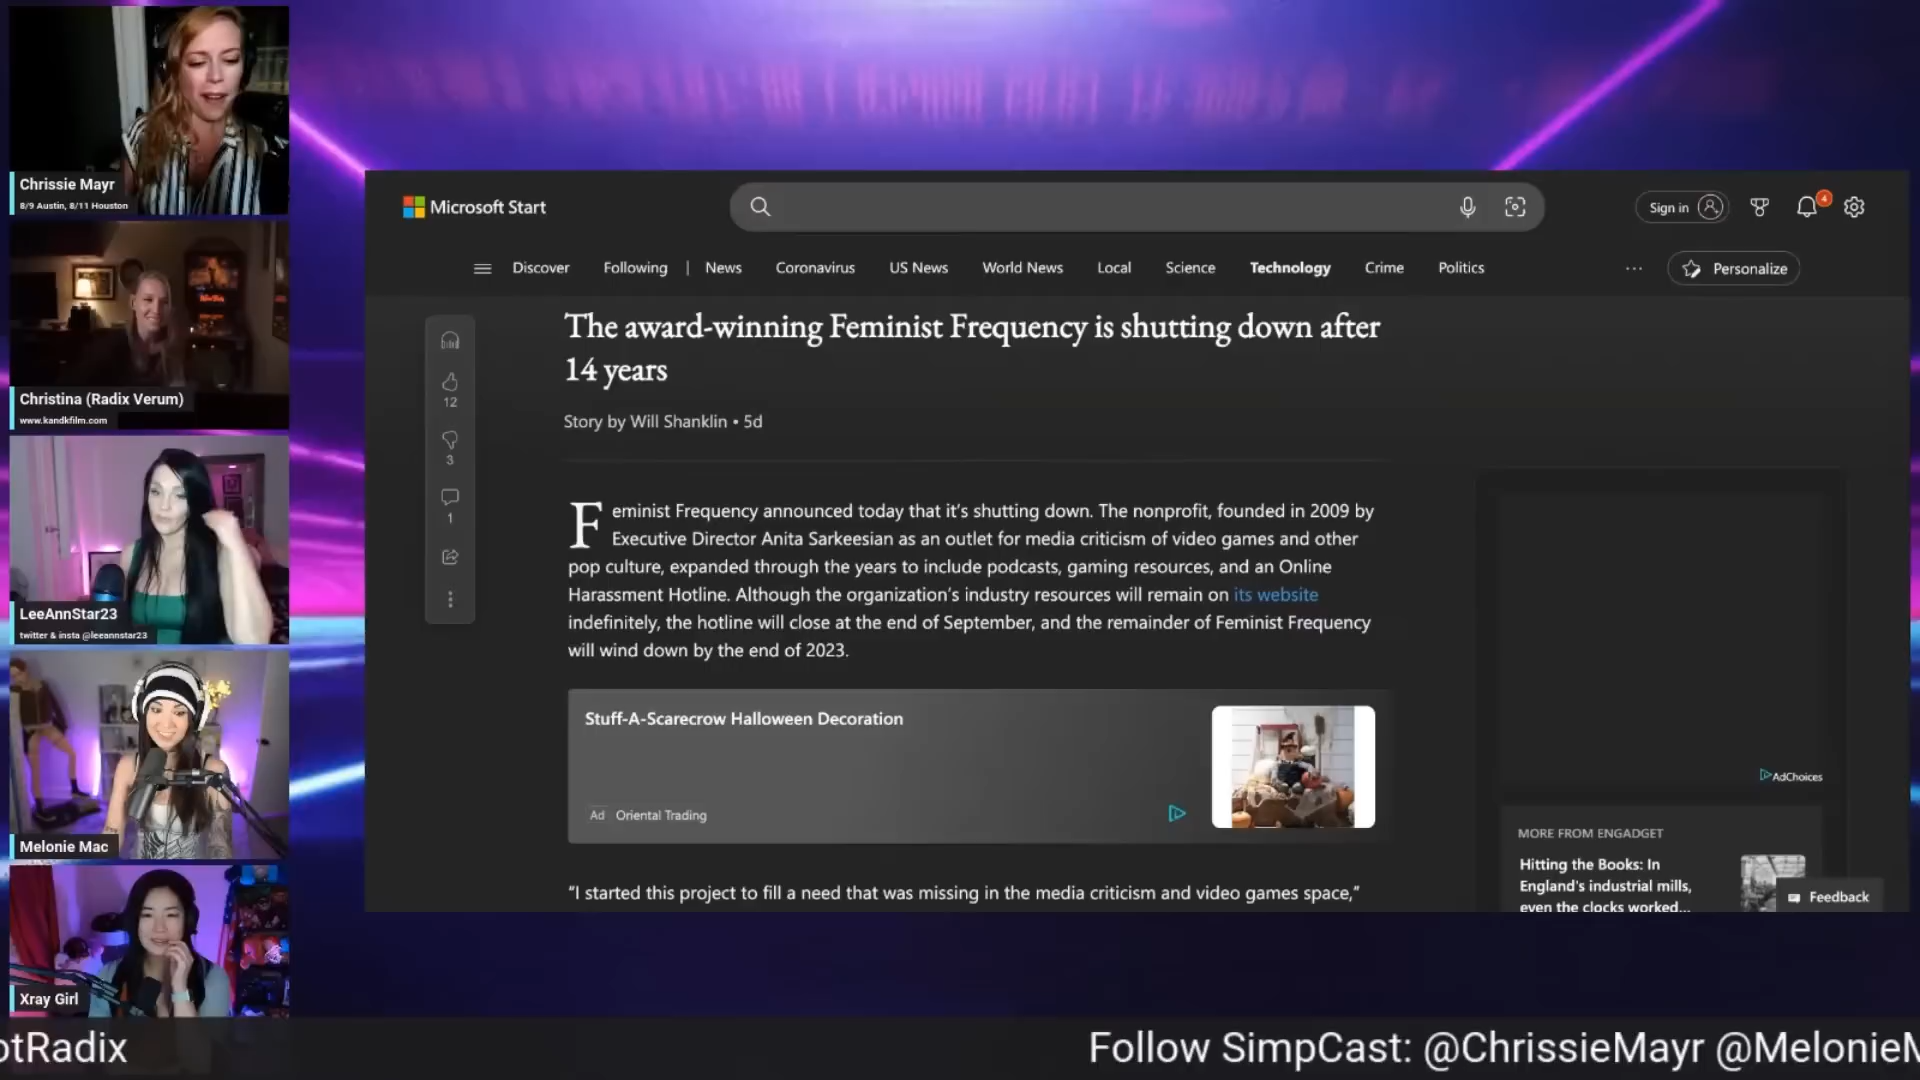 Chrissie Mayr
8/9 Austin, 8/11 Houston
Christina (Radix Verum)
www.kandkfilm.com
LeeAnnStar23
twitter & insta @leeannstar23
Melonie Mac
Xray Girl
Microsoft Start
Sign in
4
Discover Following | News Coronavirus US News World News Local Science Technology Crime Politics
Personalize
The award-winning Feminist Frequency is shutting down after
14 years
Story by Will Shanklin • 5d
12
3
1
Feminist Frequency announced today that it's shutting down. The nonprofit, founded in 2009 by
Executive Director Anita Sarkeesian as an outlet for media criticism of video games and other
pop culture, expanded through the years to include podcasts, gaming resources, and an Online
Harassment Hotline. Although the organization's industry resources will remain on its website
indefinitely, the hotline will close at the end of September, and the remainder of Feminist Frequency
will wind down by the end of 2023.
Stuff-A-Scarecrow Halloween Decoration
Ad Oriental Trading
"I started this project to fill a need that was missing in the media criticism and video games space,"
AdChoices
MORE FROM ENGADGET
Hitting the Books: In
England's industrial mills,
even the clocks worked...
Feedback
otRadix
Follow SimpCast: @ChrissieMayr @MelonieM